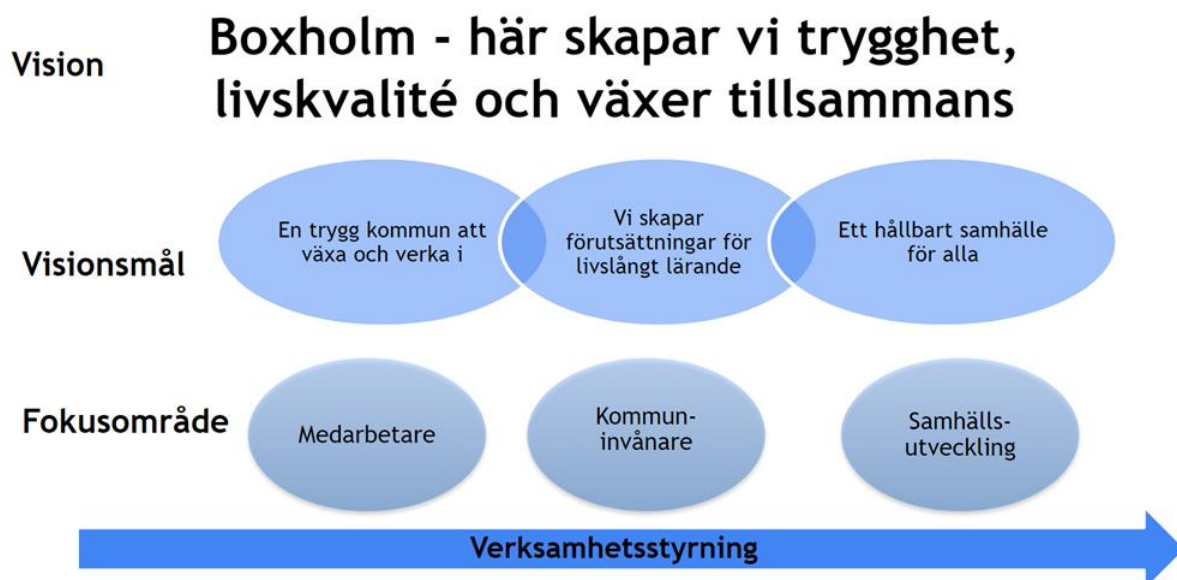 Vision
Boxholm - här skapar vi trygghet,
livskvalité och växer tillsammans
Visionsmål
En trygg kommun att
växa och verka i
Vi skapar
förutsättningar för
livslångt lärande
Ett hållbart samhälle
för alla
Fokusområde
Medarbetare
Kommun-
invånare
Samhälls-
utveckling
Verksamhetsstyrning